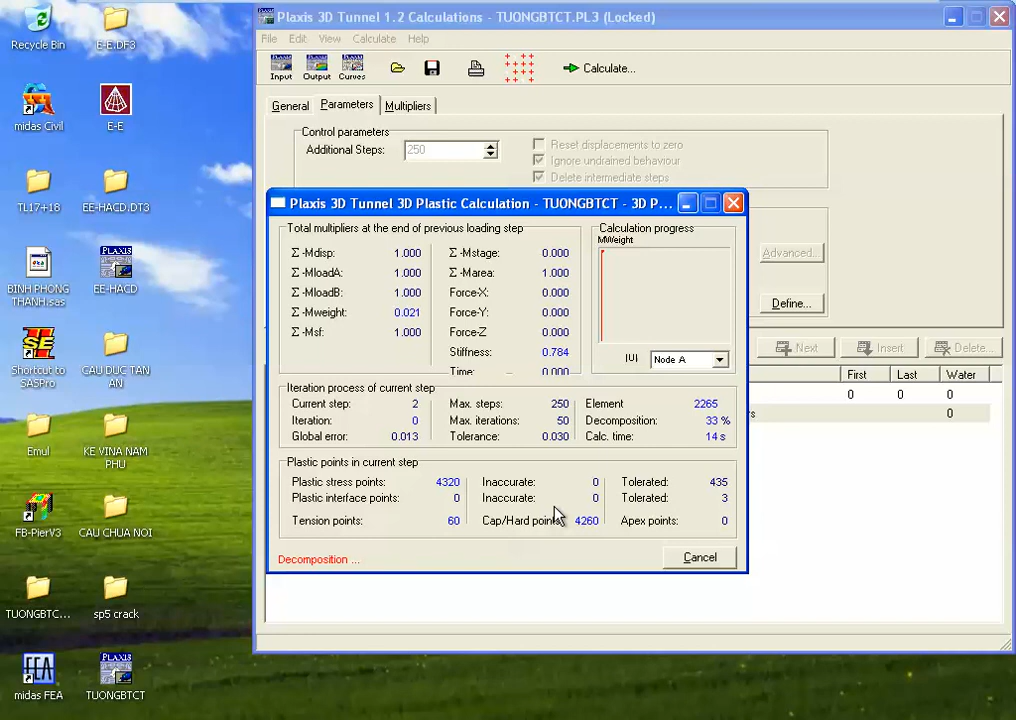 Recycle Bin
E-E.DF3
midas Civil
E-E
TL17+18
EE-HACD.DT3
BINH PHONG
THANH.sas
EE-HACD
Shortcut to
SASPro
CAU DUC TAN
AN
Emul
KE VINA NAM
PHU
FB-PierV3
CAU CHUA NOI
TUONGBTC...
sp5 crack
midas FEA
TUONGBTCT
Plaxis 3D Tunnel 1.2 Calculations - TUONGBTCT.PL3 (Locked)
File Edit View Calculate Help
Input Output Curves Calculate...
General Parameters Multipliers
Control parameters
Additional Steps: 250
Reset displacements to zero
Ignore undrained behaviour
Delete intermediate steps
Advanced...
Define...
Next Insert Delete...
First Last Water
0 0 0
0
Plaxis 3D Tunnel 3D Plastic Calculation - TUONGBTCT - 3D P...
Total multipliers at the end of previous loading step
Σ -Mdisp: 1.000 Σ -Mstage: 0.000
Σ -MloadA: 1.000 Σ -Marea: 1.000
Σ -MloadB: 1.000 Force-X: 0.000
Σ -Mweight: 0.021 Force-Y: 0.000
Σ -Msf: 1.000 Force-Z 0.000
Stiffness: 0.784
Time: 0.000
Calculation progress
MWeight
|U| Node A
Iteration process of current step
Current step: 2 Max. steps: 250 Element 2265
Iteration: 0 Max. iterations: 50 Decomposition: 33 %
Global error: 0.013 Tolerance: 0.030 Calc. time: 14 s
Plastic points in current step
Plastic stress points: 4320 Inaccurate: 0 Tolerated: 435
Plastic interface points: 0 Inaccurate: 0 Tolerated: 3
Tension points: 60 Cap/Hard points: 4260 Apex points: 0
Decomposition ...
Cancel